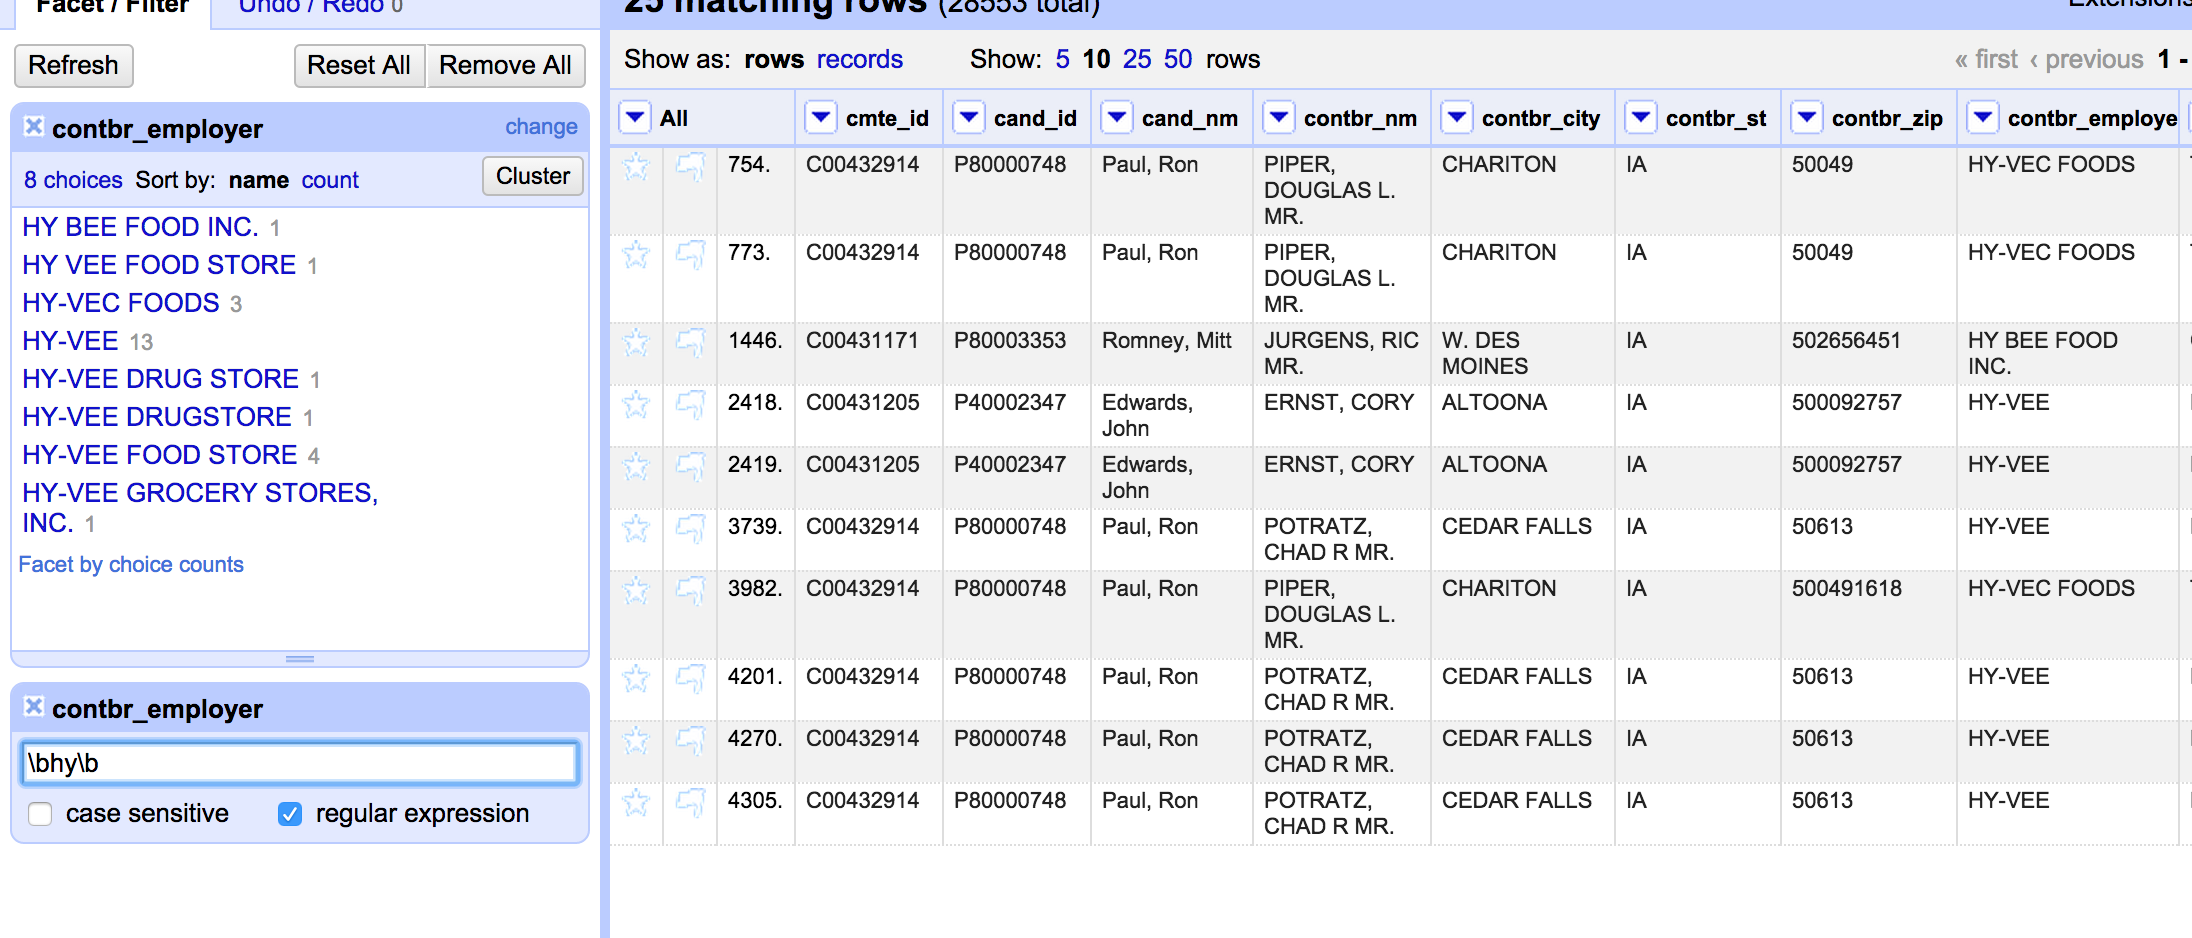 Facet / Filter Undo / Redo 0
Refresh Reset All Remove All
contbr_employer change
8 choices Sort by: name count Cluster
HY BEE FOOD INC. 1
HY VEE FOOD STORE 1
HY-VEC FOODS 3
HY-VEE 13
HY-VEE DRUG STORE 1
HY-VEE DRUGSTORE 1
HY-VEE FOOD STORE 4
HY-VEE GROCERY STORES,
INC. 1
Facet by choice counts
contbr_employer
\bhy\b
case sensitive regular expression
25 matching rows (28553 total) Extensions
Show as: rows records Show: 5 10 25 50 rows « first ‹ previous 1 -
All cmte_id cand_id cand_nm contbr_nm contbr_city contbr_st contbr_zip contbr_employe
754. C00432914 P80000748 Paul, Ron PIPER, CHARITON IA 50049 HY-VEC FOODS
DOUGLAS L.
MR.
773. C00432914 P80000748 Paul, Ron PIPER, CHARITON IA 50049 HY-VEC FOODS
DOUGLAS L.
MR.
1446. C00431171 P80003353 Romney, Mitt JURGENS, RIC W. DES IA 502656451 HY BEE FOOD
MR. MOINES INC.
2418. C00431205 P40002347 Edwards, ERNST, CORY ALTOONA IA 500092757 HY-VEE
John
2419. C00431205 P40002347 Edwards, ERNST, CORY ALTOONA IA 500092757 HY-VEE
John
3739. C00432914 P80000748 Paul, Ron POTRATZ, CEDAR FALLS IA 50613 HY-VEE
CHAD R MR.
3982. C00432914 P80000748 Paul, Ron PIPER, CHARITON IA 500491618 HY-VEC FOODS
DOUGLAS L.
MR.
4201. C00432914 P80000748 Paul, Ron POTRATZ, CEDAR FALLS IA 50613 HY-VEE
CHAD R MR.
4270. C00432914 P80000748 Paul, Ron POTRATZ, CEDAR FALLS IA 50613 HY-VEE
CHAD R MR.
4305. C00432914 P80000748 Paul, Ron POTRATZ, CEDAR FALLS IA 50613 HY-VEE
CHAD R MR.